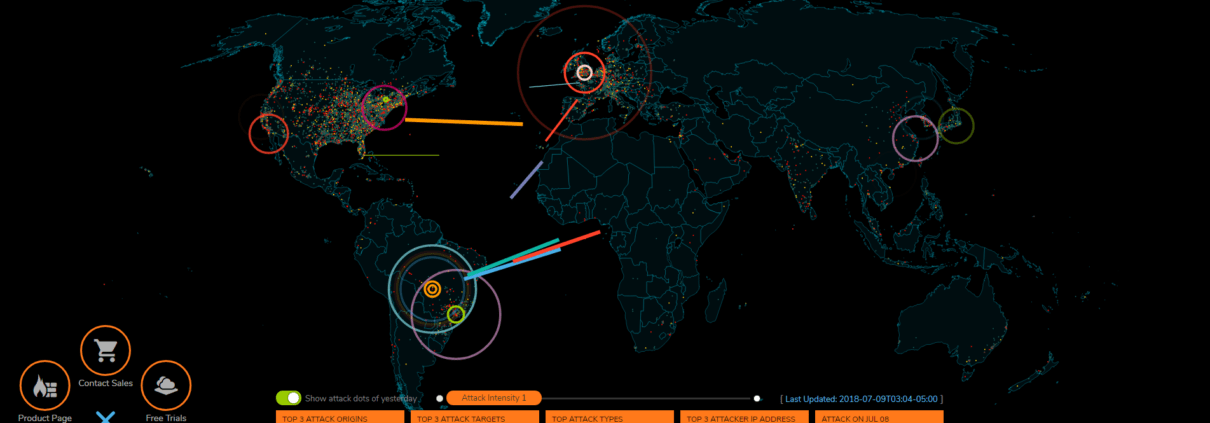 Contact Sales
Product Page
Free Trials
Show attack dots of yesterday
Attack Intensity 1
[ Last Updated: 2018-07-09T03:04-05:00 ]
TOP 3 ATTACK ORIGINS
TOP 3 ATTACK TARGETS
TOP ATTACK TYPES
TOP 3 ATTACKER IP ADDRESS
ATTACK ON JUL 08